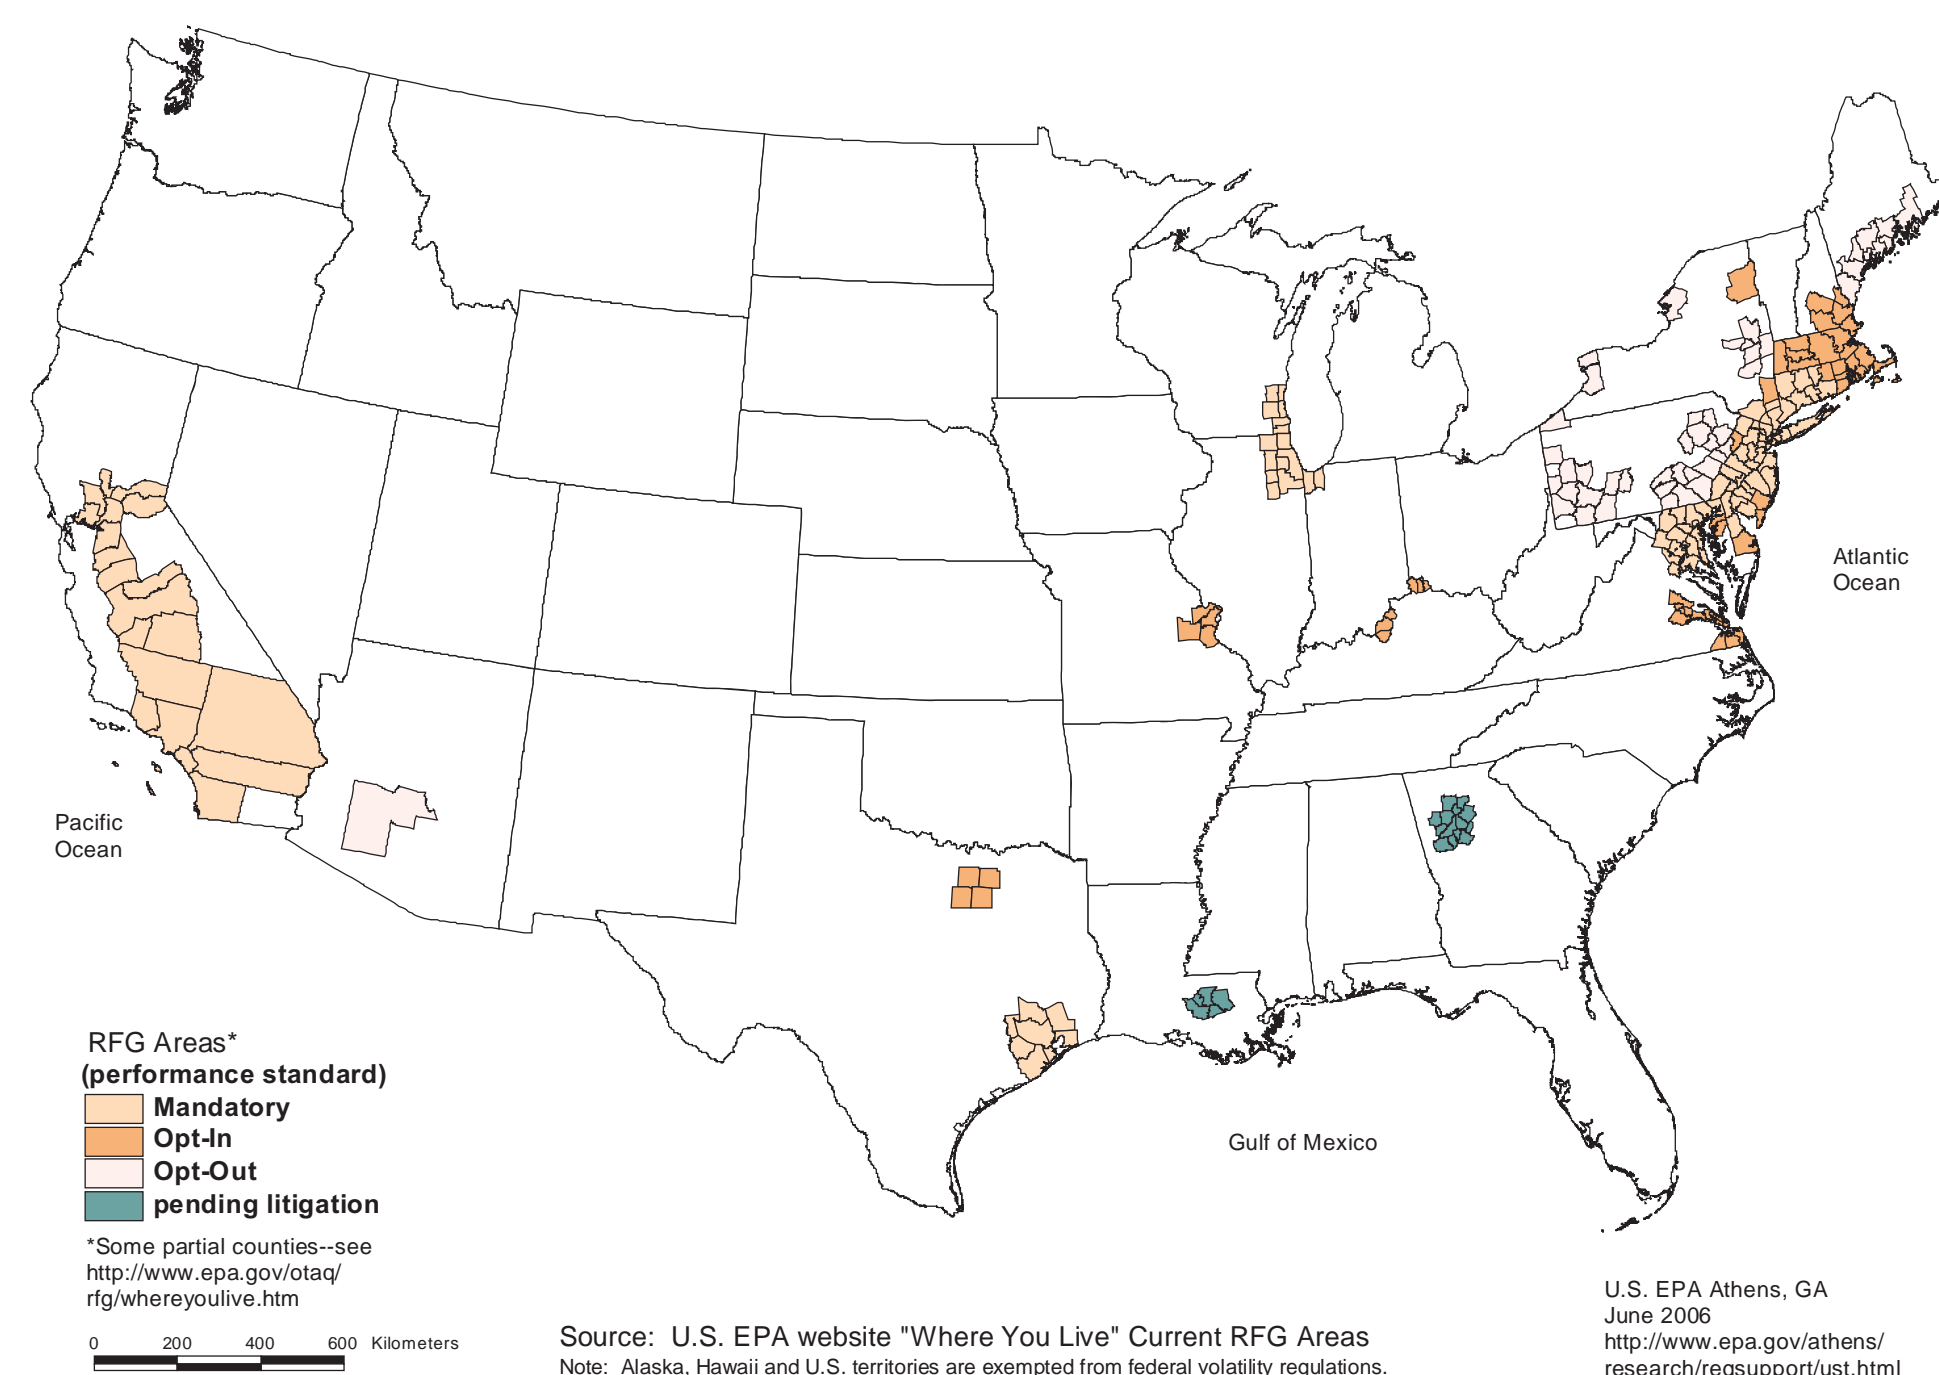 Atlantic
Ocean
Pacific
Ocean
Gulf of Mexico
RFG Areas*
(performance standard)
Mandatory
Opt-In
Opt-Out
pending litigation
*Some partial counties--see
http://www.epa.gov/otaq/
rfg/whereyoulive.htm
0 200 400 600 Kilometers
Source: U.S. EPA website "Where You Live" Current RFG Areas
Note: Alaska, Hawaii and U.S. territories are exempted from federal volatility regulations.
U.S. EPA Athens, GA
June 2006
http://www.epa.gov/athens/
research/regsupport/ust.html